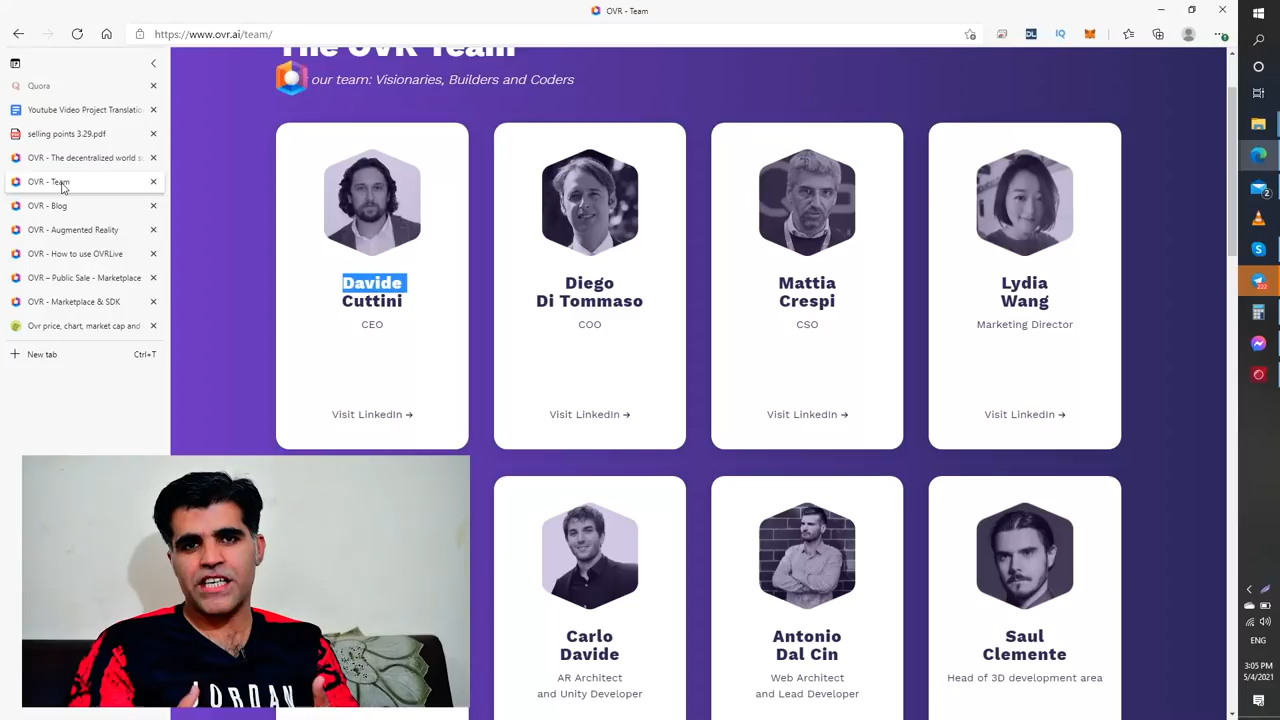 OVR - Team
https://www.ovr.ai/team/
Quora
Youtube Video Project Translatio
selling points 3.29.pdf
OVR - The decentralized world s
OVR - Team
OVR - Blog
OVR - Augmented Reality
OVR - How to use OVRLive
OVR – Public Sale - Marketplace
OVR - Marketplace & SDK
Ovr price, chart, market cap and
New tab Ctrl+T
The OVR Team
our team: Visionaries, Builders and Coders
Davide
Cuttini
CEO
Visit LinkedIn →
Diego
Di Tommaso
COO
Visit LinkedIn →
Mattia
Crespi
CSO
Visit LinkedIn →
Lydia
Wang
Marketing Director
Visit LinkedIn →
Carlo
Davide
AR Architect
and Unity Developer
Antonio
Dal Cin
Web Architect
and Lead Developer
Saul
Clemente
Head of 3D development area
JORDAN
DL
IQ
2
222
ENG
3:05 PM
5/4/2021